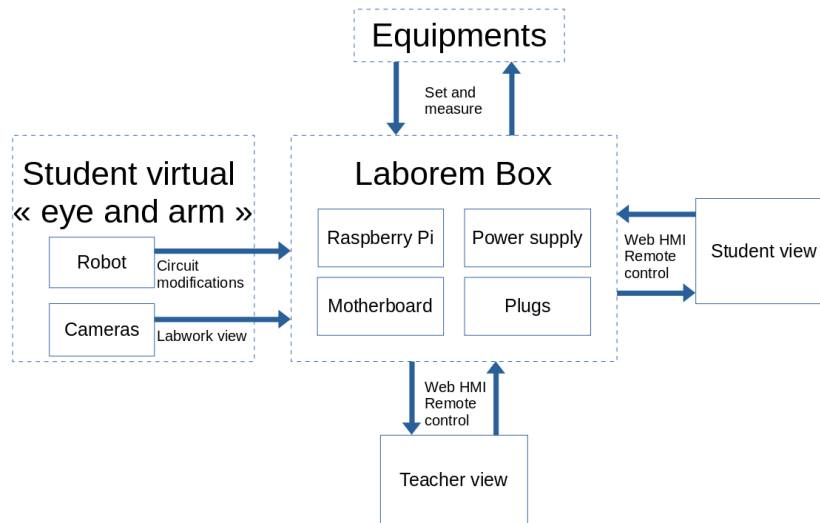 Equipments
Set and
measure
Student virtual
« eye and arm »
Robot
Circuit
modifications
Cameras
Labwork view
Laborem Box
Raspberry Pi
Power supply
Motherboard
Plugs
Web HMI
Remote
control
Student view
Web HMI
Remote
control
Teacher view